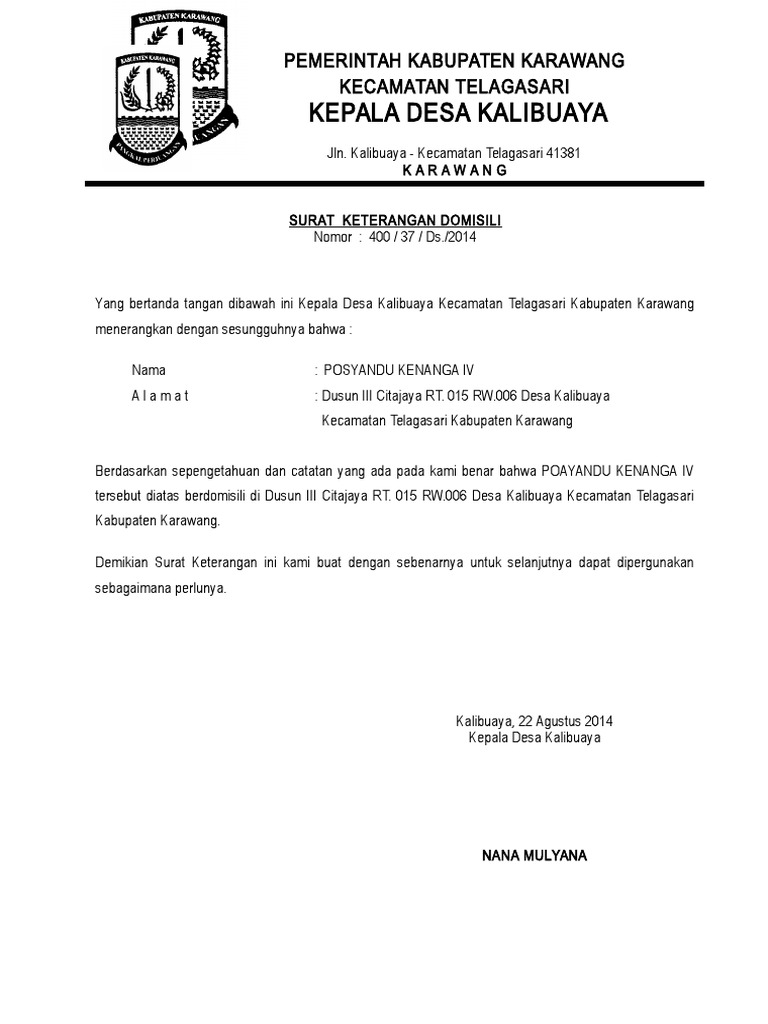 KABUPATEN KARAWANG
KABUPATEN KARAWANG
PANGKAL PERJUANGAN
PEMERINTAH KABUPATEN KARAWANG
KECAMATAN TELAGASARI
KEPALA DESA KALIBUAYA
Jln. Kalibuaya - Kecamatan Telagasari 41381
K A R A W A N G
SURAT KETERANGAN DOMISILI
Nomor : 400 / 37 / Ds./2014
Yang bertanda tangan dibawah ini Kepala Desa Kalibuaya Kecamatan Telagasari Kabupaten Karawang
menerangkan dengan sesungguhnya bahwa :
Nama : POSYANDU KENANGA IV
A l a m a t : Dusun III Citajaya RT. 015 RW.006 Desa Kalibuaya
Kecamatan Telagasari Kabupaten Karawang
Berdasarkan sepengetahuan dan catatan yang ada pada kami benar bahwa POAYANDU KENANGA IV
tersebut diatas berdomisili di Dusun III Citajaya RT. 015 RW.006 Desa Kalibuaya Kecamatan Telagasari
Kabupaten Karawang.
Demikian Surat Keterangan ini kami buat dengan sebenarnya untuk selanjutnya dapat dipergunakan
sebagaimana perlunya.
Kalibuaya, 22 Agustus 2014
Kepala Desa Kalibuaya
NANA MULYANA